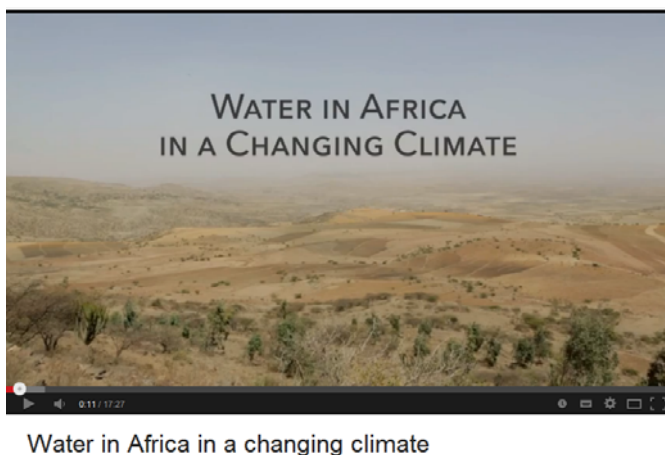 WATER IN AFRICA
IN A CHANGING CLIMATE
0:11 / 17:27
Water in Africa in a changing climate